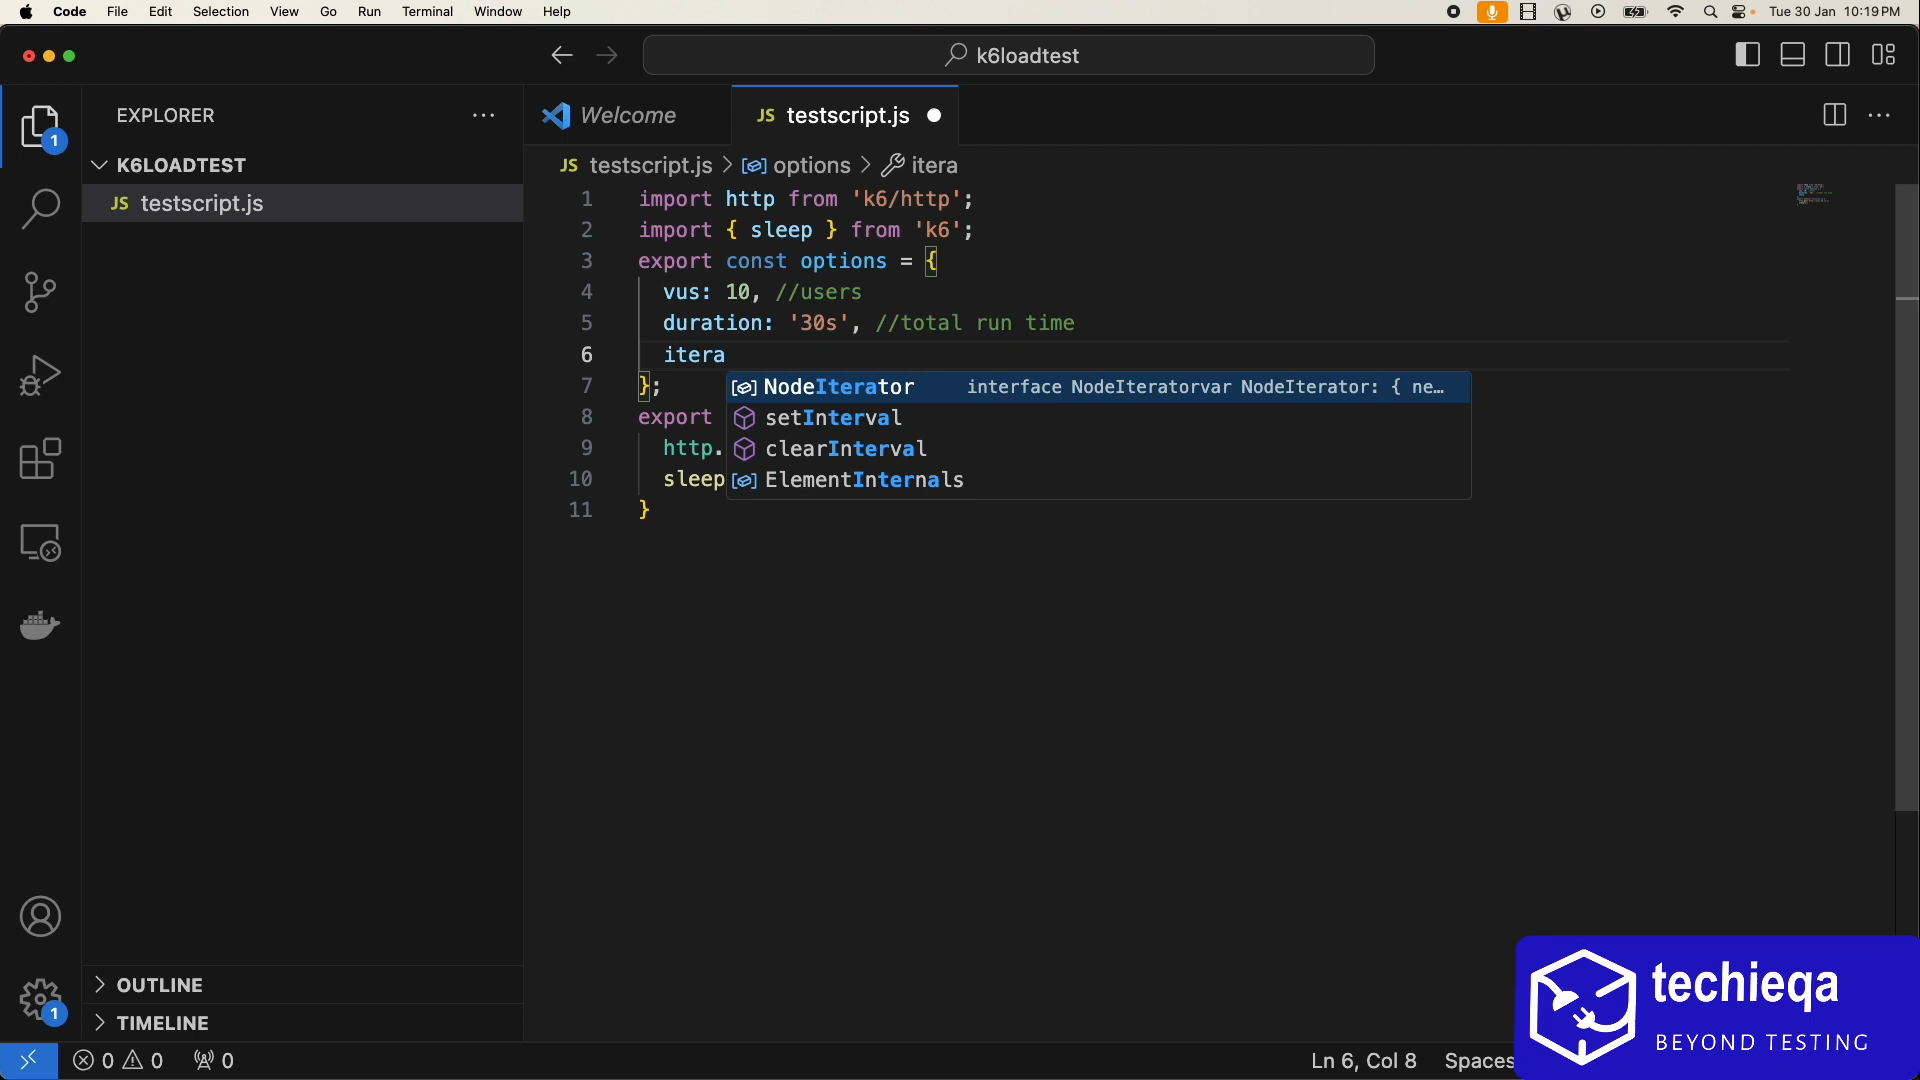 Code File Edit Selection View Go Run Terminal Window Help Tue 30 Jan 10:19 PM
k6loadtest
EXPLORER
Welcome
JS testscript.js
1
K6LOADTEST
JS testscript.js
JS testscript.js > options > itera
1 import http from 'k6/http';
2 import { sleep } from 'k6';
3 export const options = {
4 vus: 10, //users
5 duration: '30s', //total run time
6 itera
7 };
NodeIterator interface NodeIteratorvar NodeIterator: { ne…
8 export
setInterval
9 http.
clearInterval
10 sleep
ElementInternals
11 }
OUTLINE
1
TIMELINE
0 0 0
Ln 6, Col 8 Spaces
techieqa
BEYOND TESTING